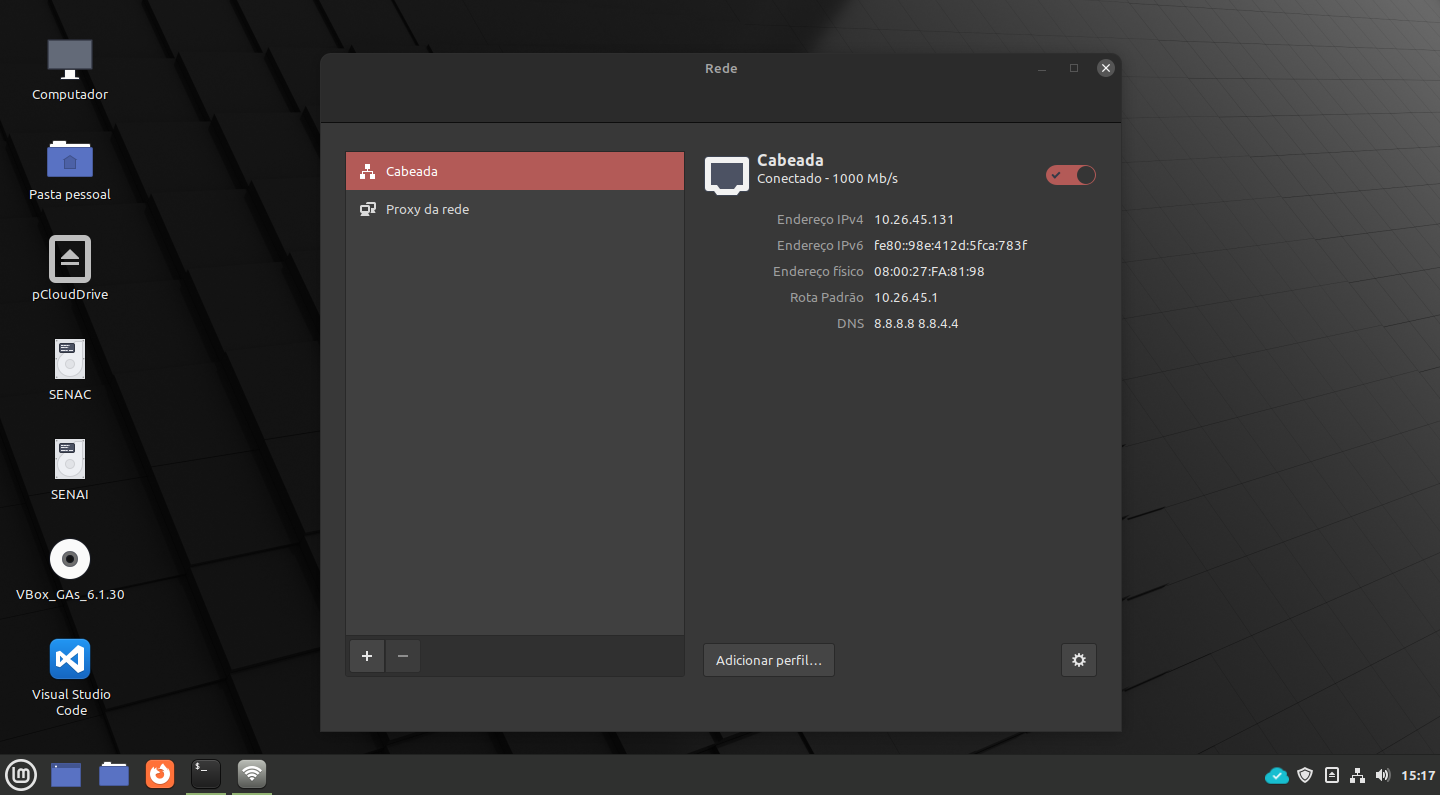 Computador
Pasta pessoal
pCloudDrive
SENAC
SENAI
VBox_GAs_6.1.30
Visual Studio
Code
Rede
Cabeada
Proxy da rede
Cabeada
Conectado - 1000 Mb/s
Endereço IPv4 10.26.45.131
Endereço IPv6 fe80::98e:412d:5fca:783f
Endereço físico 08:00:27:FA:81:98
Rota Padrão 10.26.45.1
DNS 8.8.8.8 8.8.4.4
Adicionar perfil…
$_
15:17